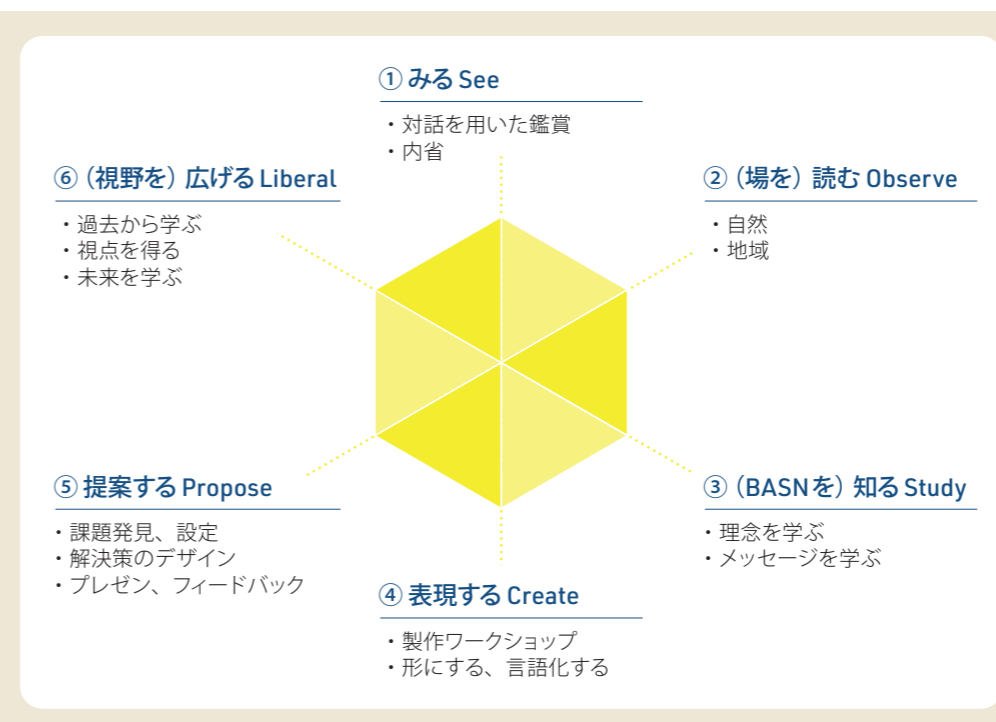 ① みる See
・対話を用いた鑑賞
・内省
② （場を）読む Observe
・自然
・地域
③ （BASNを）知る Study
・理念を学ぶ
・メッセージを学ぶ
④ 表現する Create
・製作ワークショップ
・形にする、言語化する
⑤ 提案する Propose
・課題発見、設定
・解決策のデザイン
・プレゼン、フィードバック
⑥ （視野を）広げる Liberal
・過去から学ぶ
・視点を得る
・未来を学ぶ